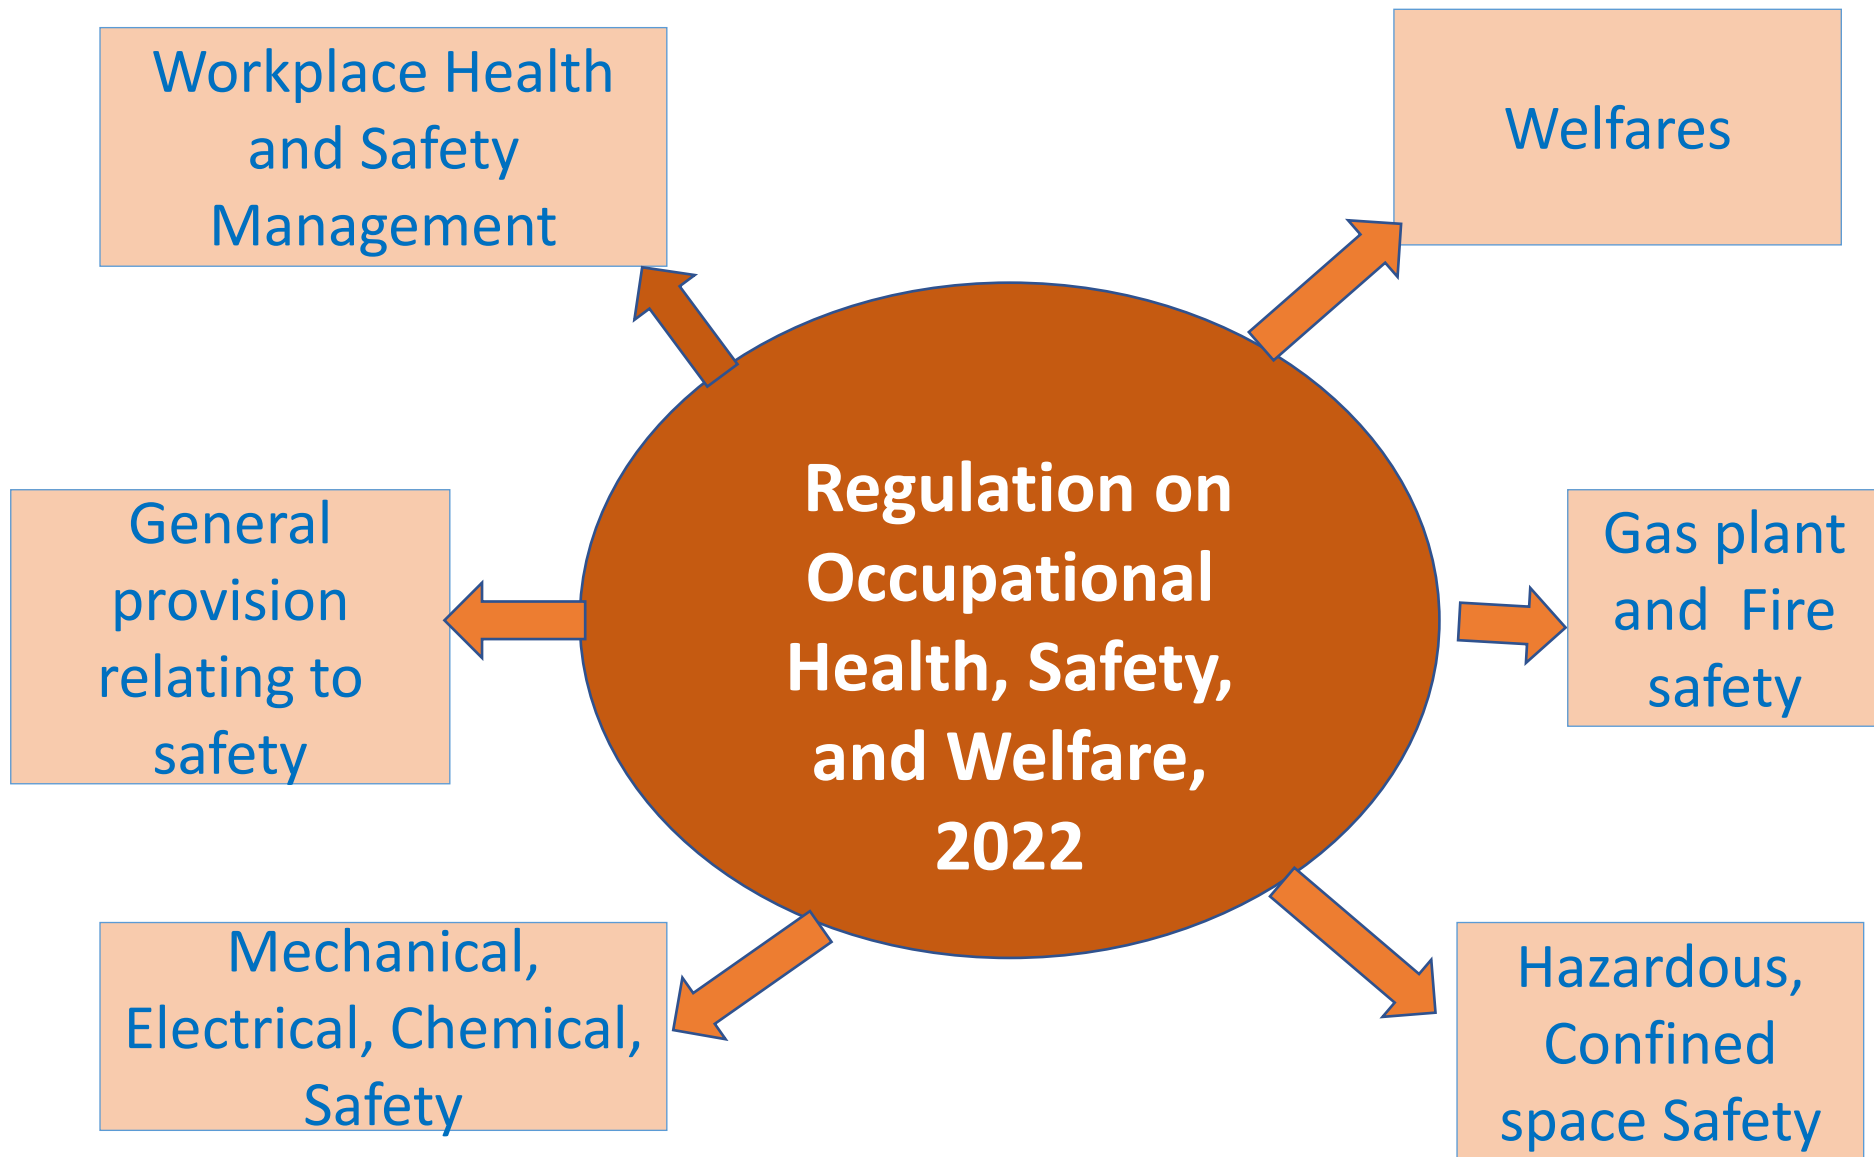 Workplace Health
and Safety
Management
Welfares
General
provision
relating to
safety
Regulation on
Occupational
Health, Safety,
and Welfare,
2022
Gas plant
and  Fire
safety
Mechanical,
Electrical, Chemical,
Safety
Hazardous,
Confined
space Safety